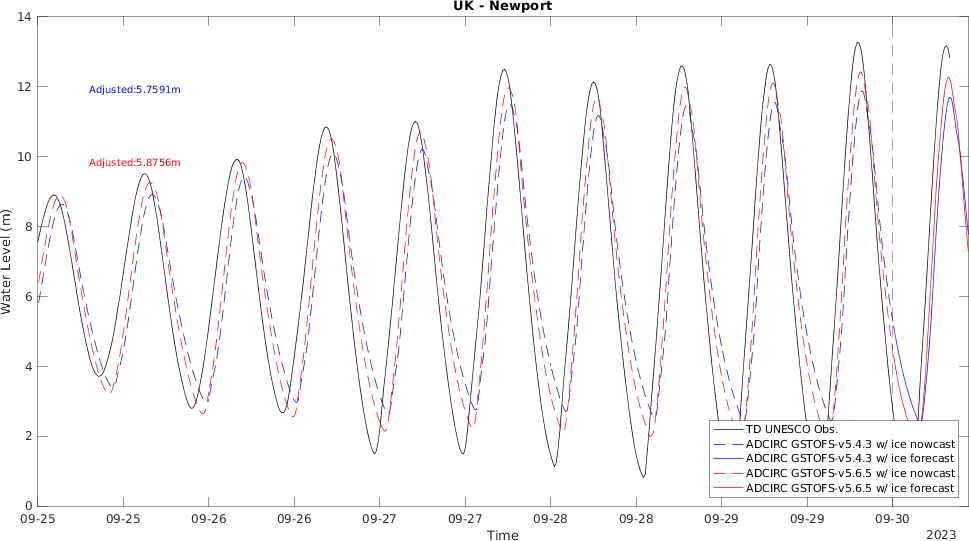 UK - Newport
14
12
10
8
6
4
2
0
Water Level (m)
Adjusted:5.7591m
Adjusted:5.8756m
TD UNESCO Obs.
ADCIRC GSTOFS-v5.4.3 w/ ice nowcast
ADCIRC GSTOFS-v5.4.3 w/ ice forecast
ADCIRC GSTOFS-v5.6.5 w/ ice nowcast
ADCIRC GSTOFS-v5.6.5 w/ ice forecast
09-25 09-25 09-26 09-26 09-27 09-27 09-28 09-28 09-29 09-29 09-30
Time
2023